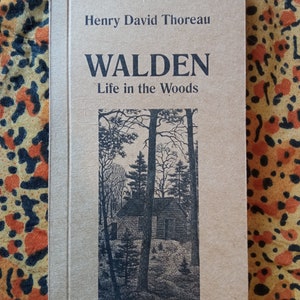 Henry David Thoreau
WALDEN
Life in the Woods